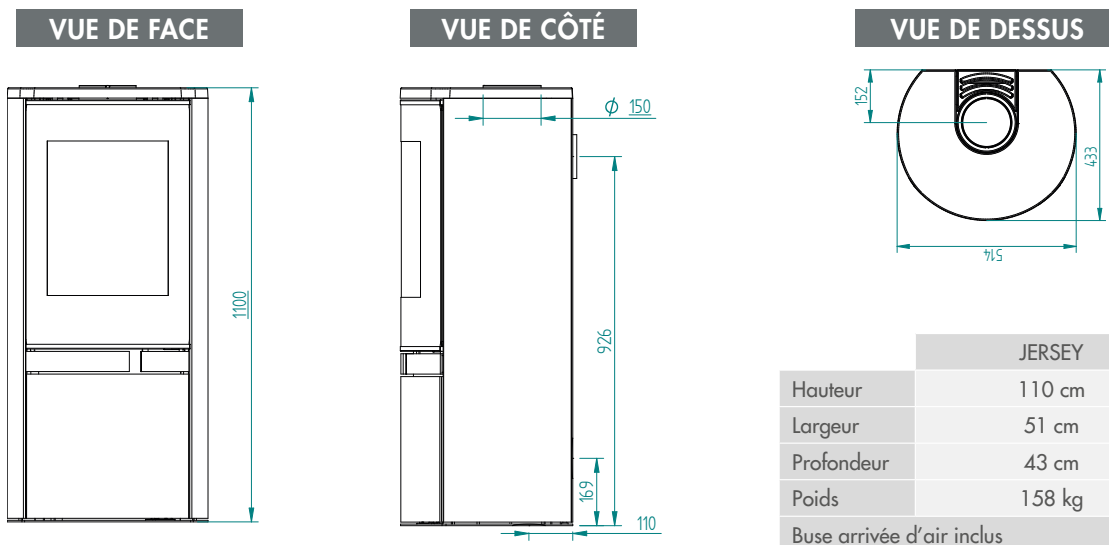 VUE DE FACE
VUE DE CÔTÉ
VUE DE DESSUS
1100
ϕ 150
926
169
110
152
433
514
JERSEY
Hauteur 110 cm
Largeur 51 cm
Profondeur 43 cm
Poids 158 kg
Buse arrivée d’air inclus